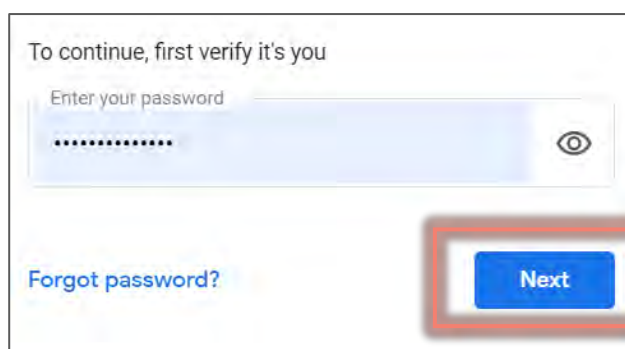 To continue, first verify it's you
Enter your password
••••••••••••••
Forgot password?
Next